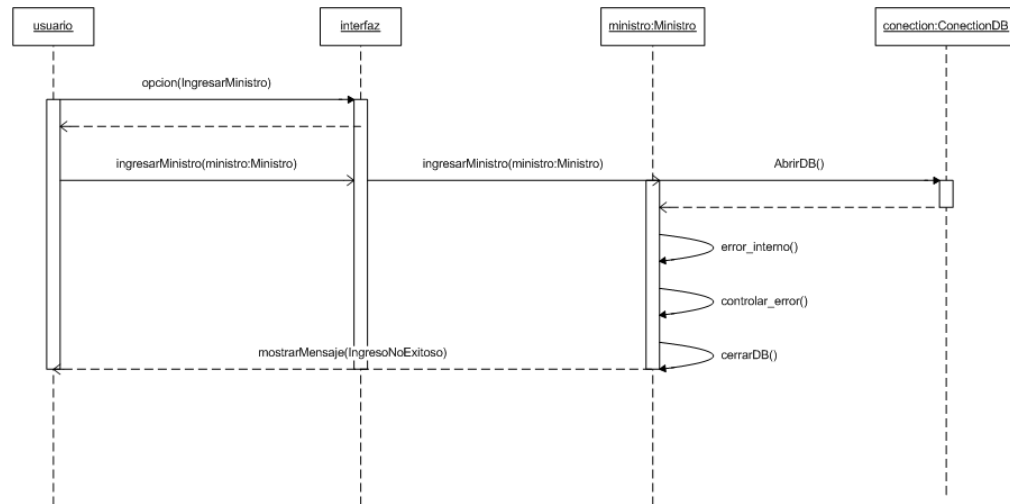 usuario
interfaz
ministro:Ministro
conection:ConectionDB
opcion(IngresarMinistro)
ingresarMinistro(ministro:Ministro)
ingresarMinistro(ministro:Ministro)
AbrirDB()
error_interno()
controlar_error()
mostrarMensaje(IngresoNoExitoso)
cerrarDB()